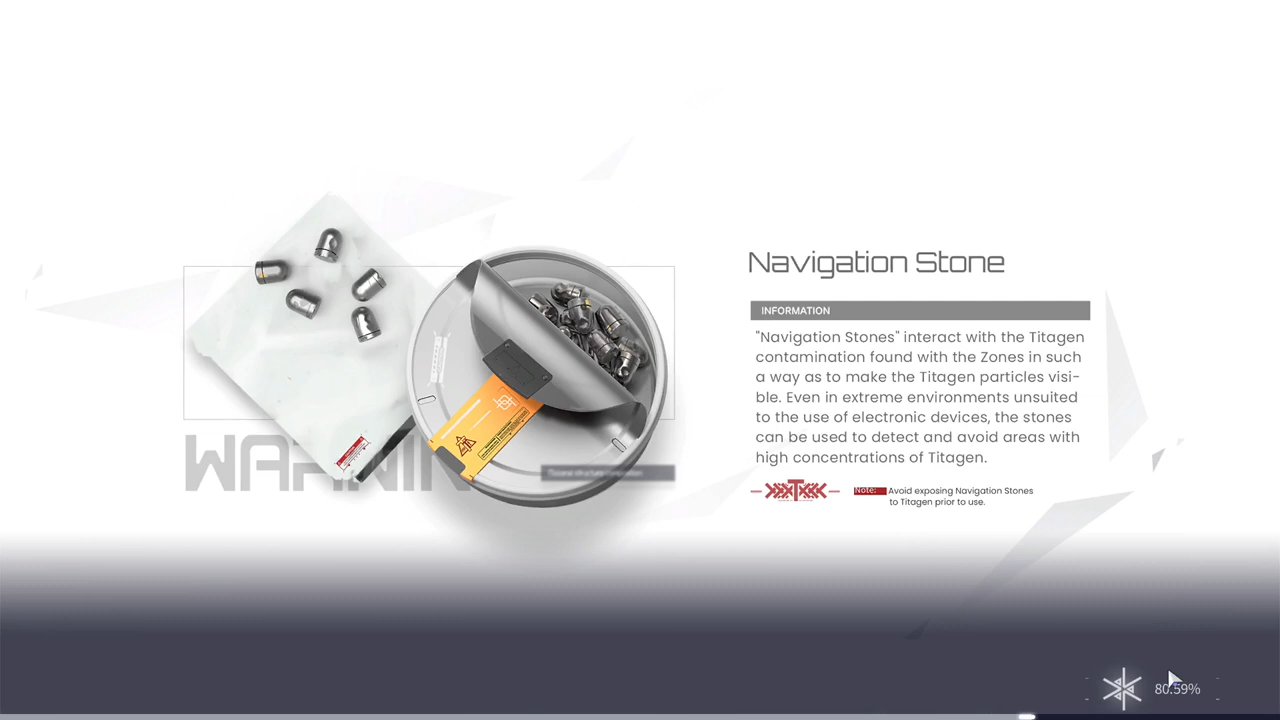 Navigation Stone
INFORMATION
"Navigation Stones" interact with the Titagen
contamination found with the Zones in such
a way as to make the Titagen particles visi-
ble. Even in extreme environments unsuited
to the use of electronic devices, the stones
can be used to detect and avoid areas with
high concentrations of Titagen.
Note: Avoid exposing Navigation Stones
to Titagen prior to use.
WARNIN
80.59%